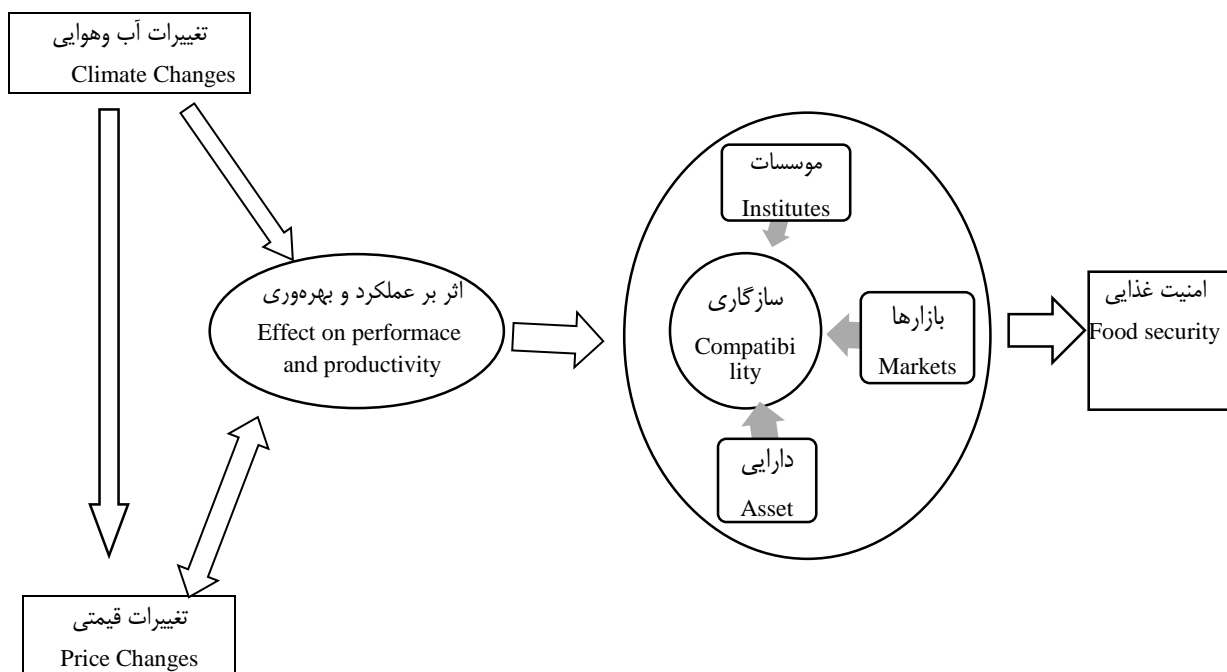 تغییرات آب وهوایی
Climate Changes
اثر بر عملکرد و بهره‌وری
Effect on performace
and productivity
تغییرات قیمتی
Price Changes
موسسات
Institutes
سازگاری
Compatibi
lity
بازارها
Markets
دارایی
Asset
امنیت غذایی
Food security